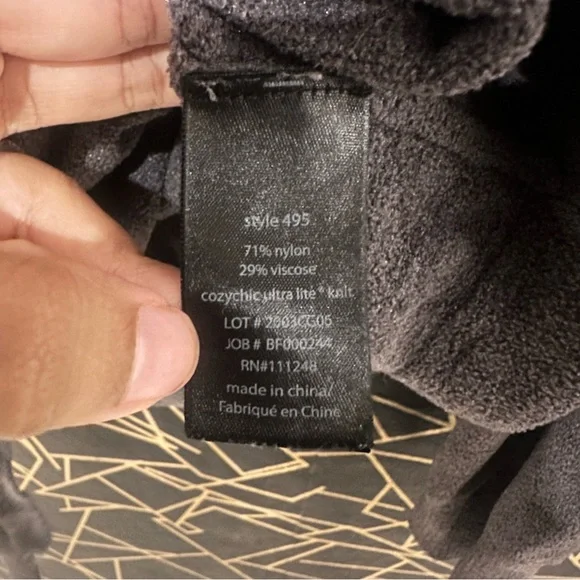 style 495
71% nylon
29% viscose
cozychic ultra lite® knit
LOT # 2003CG06
JOB # BF000244
RN#111248
made in china/
Fabriqué en Chine